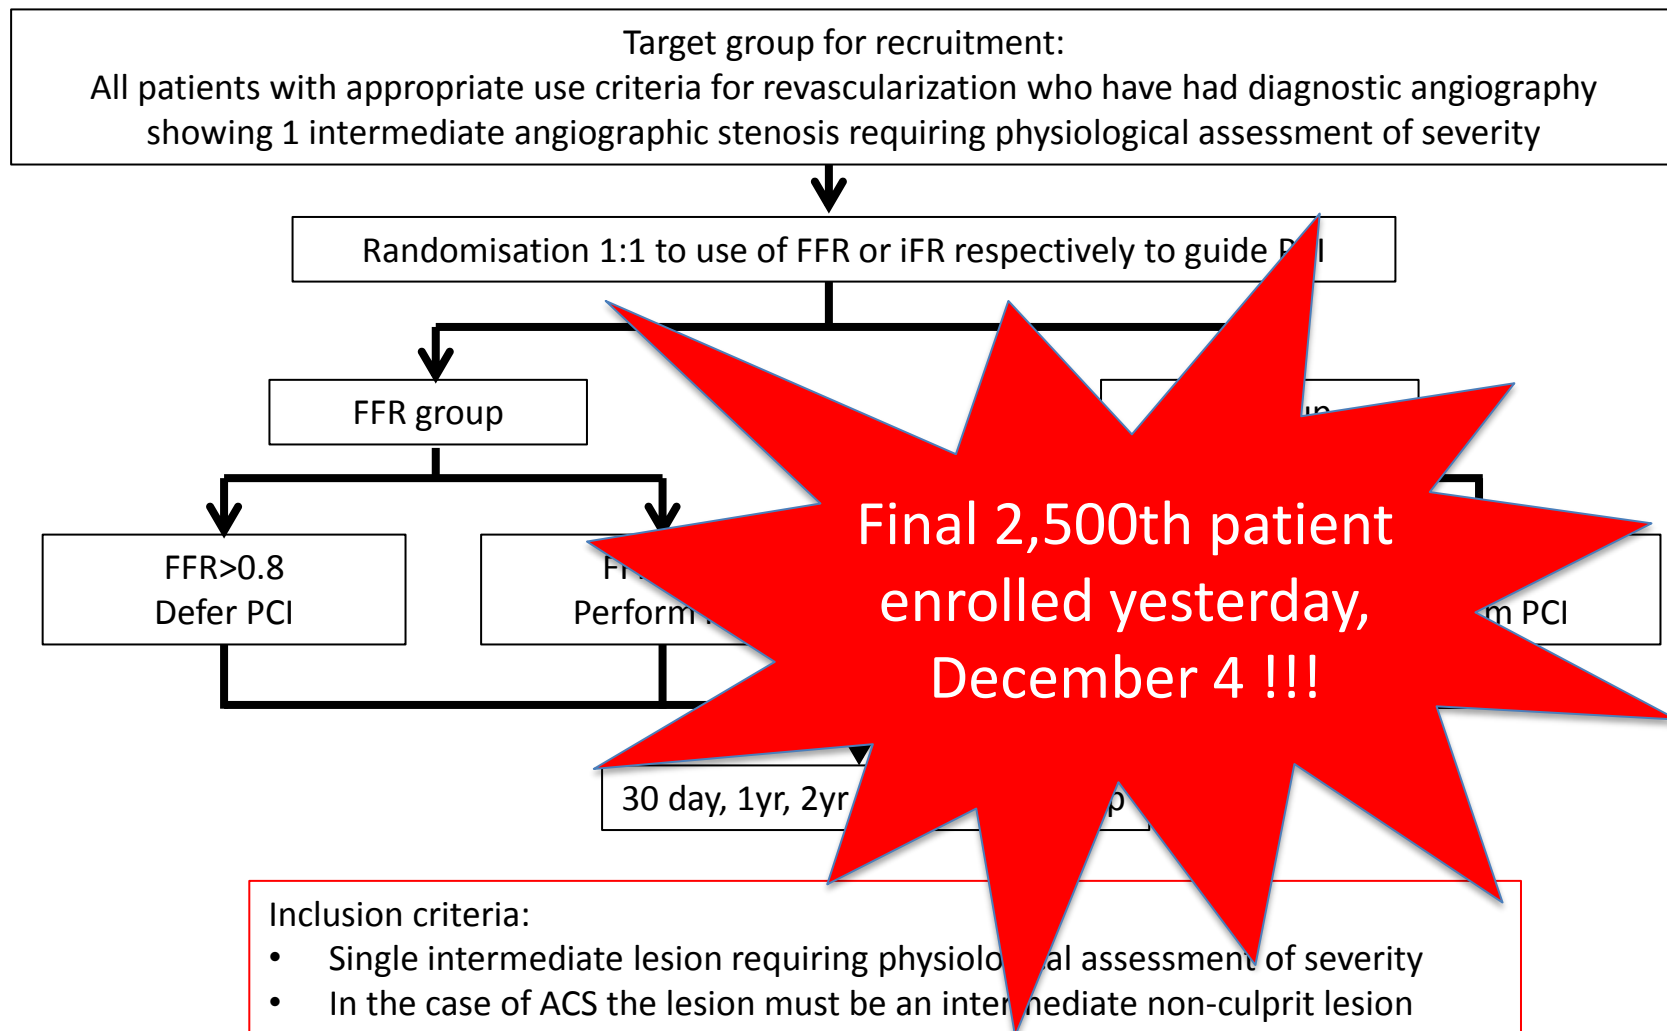 Target group for recruitment:
All patients with appropriate use criteria for revascularization who have had diagnostic angiography
showing 1 intermediate angiographic stenosis requiring physiological assessment of severity
Randomisation 1:1 to use of FFR or iFR respectively to guide
FFR group
FFR>0.8
Defer PCI
Perform
PCI
Final 2,500th patient
enrolled yesterday,
December 4 !!!
30 day, 1yr, 2yr
Inclusion criteria:
• Single intermediate lesion requiring assessment of severity
• In the case of ACS the lesion must be an intermediate non-culprit lesion